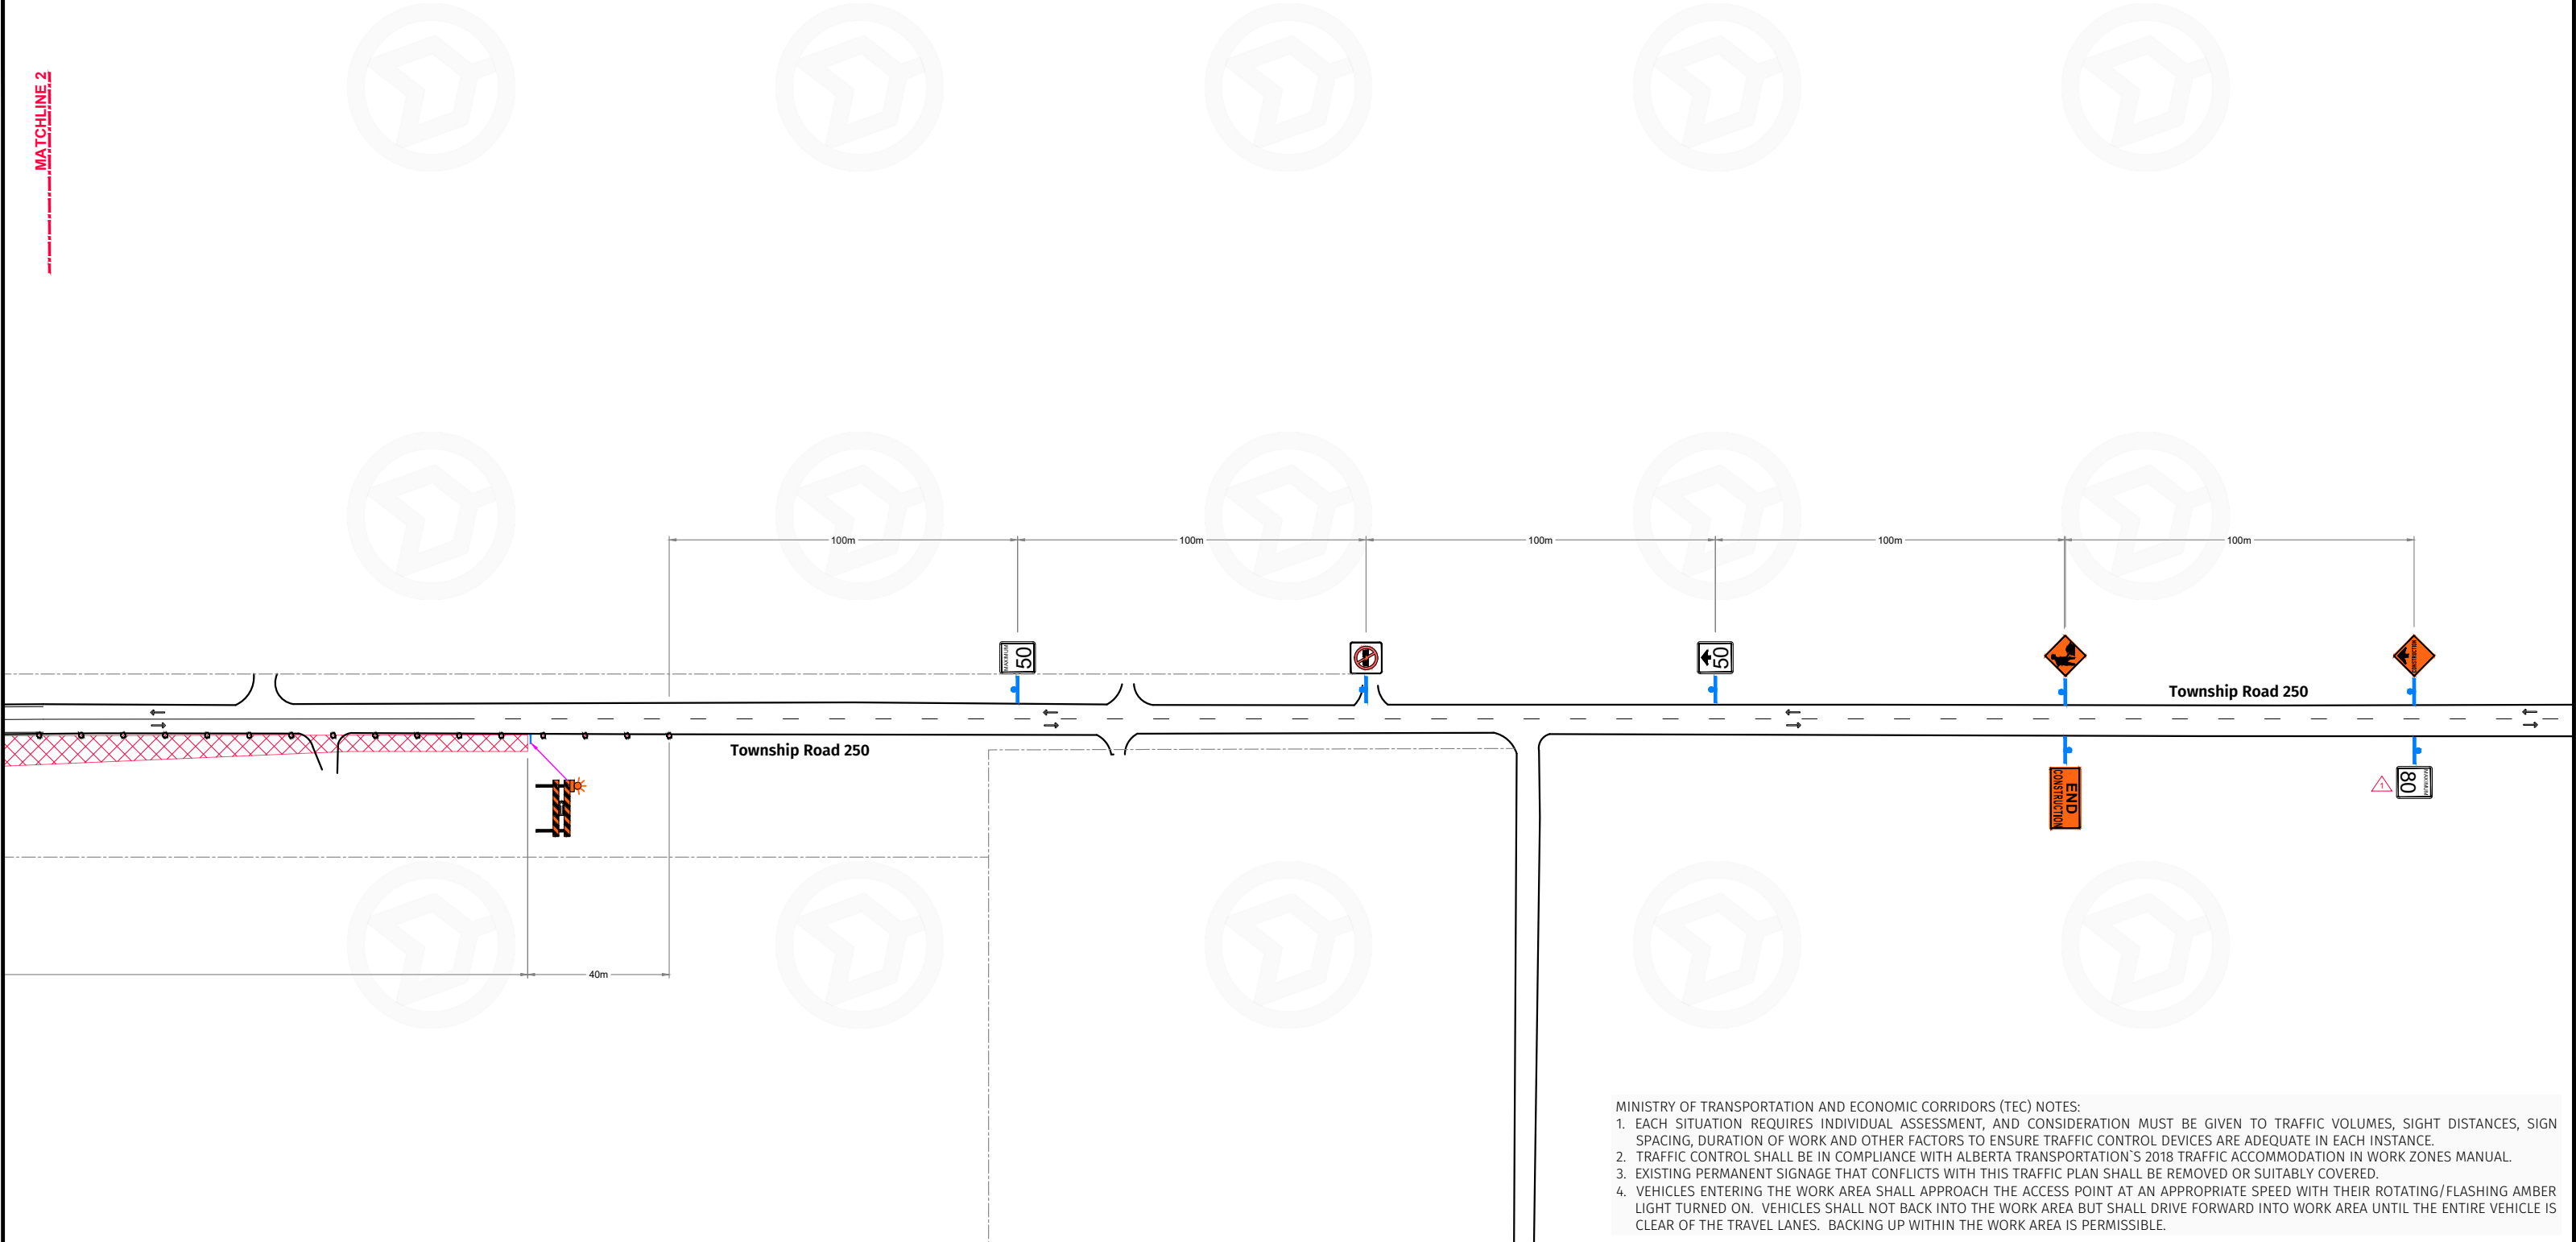 MATCHLINE 2
100m
100m
100m
100m
100m
MAXIMUM
50
50
CONSTRUCTION
Township Road 250
Township Road 250
END
CONSTRUCTION
MAXIMUM
80
1
40m
MINISTRY OF TRANSPORTATION AND ECONOMIC CORRIDORS (TEC) NOTES:
1. EACH SITUATION REQUIRES INDIVIDUAL ASSESSMENT, AND CONSIDERATION MUST BE GIVEN TO TRAFFIC VOLUMES, SIGHT DISTANCES, SIGN
SPACING, DURATION OF WORK AND OTHER FACTORS TO ENSURE TRAFFIC CONTROL DEVICES ARE ADEQUATE IN EACH INSTANCE.
2. TRAFFIC CONTROL SHALL BE IN COMPLIANCE WITH ALBERTA TRANSPORTATION`S 2018 TRAFFIC ACCOMMODATION IN WORK ZONES MANUAL.
3. EXISTING PERMANENT SIGNAGE THAT CONFLICTS WITH THIS TRAFFIC PLAN SHALL BE REMOVED OR SUITABLY COVERED.
4. VEHICLES ENTERING THE WORK AREA SHALL APPROACH THE ACCESS POINT AT AN APPROPRIATE SPEED WITH THEIR ROTATING/FLASHING AMBER
LIGHT TURNED ON. VEHICLES SHALL NOT BACK INTO THE WORK AREA BUT SHALL DRIVE FORWARD INTO WORK AREA UNTIL THE ENTIRE VEHICLE IS
CLEAR OF THE TRAVEL LANES. BACKING UP WITHIN THE WORK AREA IS PERMISSIBLE.